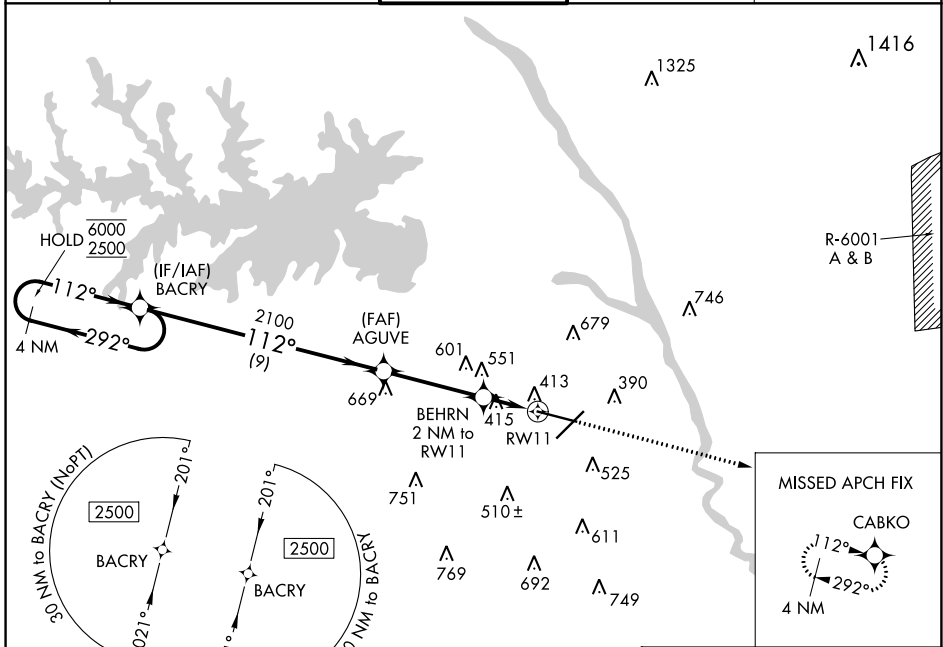 1416
1325
R-6001
A & B
HOLD
6000
2500
(IF/IAF)
BACRY
112°
292°
4 NM
2100
112°
(9)
(FAF)
AGUVE
669
601
551
BEHRN
2 NM to
RW11
415
413
RW11
679
746
390
525
751
510±
611
769
692
749
30 NM to BACRY (NoPT)
2500
201°
BACRY
021°
201°
2500
BACRY
0 NM to BACRY
MISSED APCH FIX
CABKO
112°
292°
4 NM